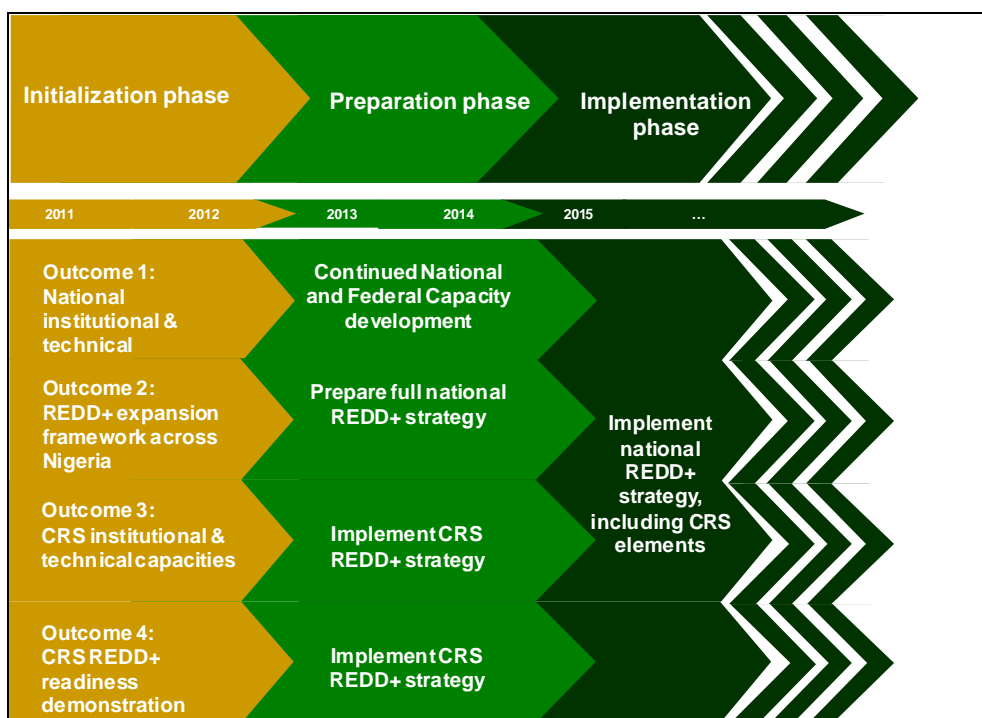 Initialization phase
Preparation phase
Implementation
phase
2011
2012
2013
2014
2015
...
Outcome 1:
National
institutional &
technical
Continued National
and Federal Capacity
development
Outcome 2:
REDD+ expansion
framework across
Nigeria
Prepare full national
REDD+ strategy
Implement
national
REDD+
strategy,
including CRS
elements
Outcome 3:
CRS institutional &
technical capacities
Implement CRS
REDD+ strategy
Outcome 4:
CRS REDD+
readiness
demonstration
Implement CRS
REDD+ strategy